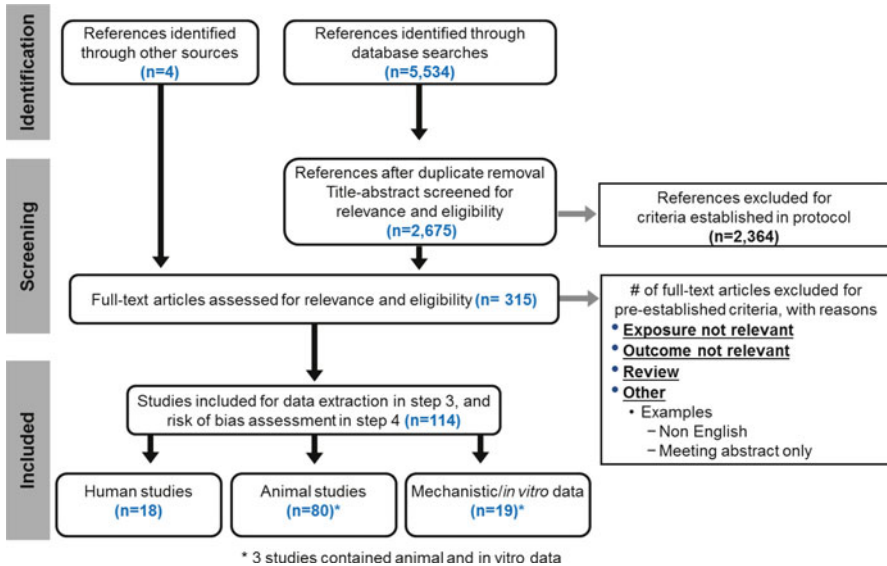 Identification
References identified
through other sources
(n=4)
References identified through
database searches
(n=5,534)
Screening
References after duplicate removal
Title-abstract screened for
relevance and eligibility
(n=2,675)
References excluded for
criteria established in protocol
(n=2,364)
Full-text articles assessed for relevance and eligibility (n= 315)
# of full-text articles excluded for
pre-established criteria, with reasons
• Exposure not relevant
• Outcome not relevant
• Review
• Other
• Examples
– Non English
– Meeting abstract only
Included
Studies included for data extraction in step 3, and
risk of bias assessment in step 4 (n=114)
Human studies
(n=18)
Animal studies
(n=80)*
Mechanistic/in vitro data
(n=19)*
* 3 studies contained animal and in vitro data